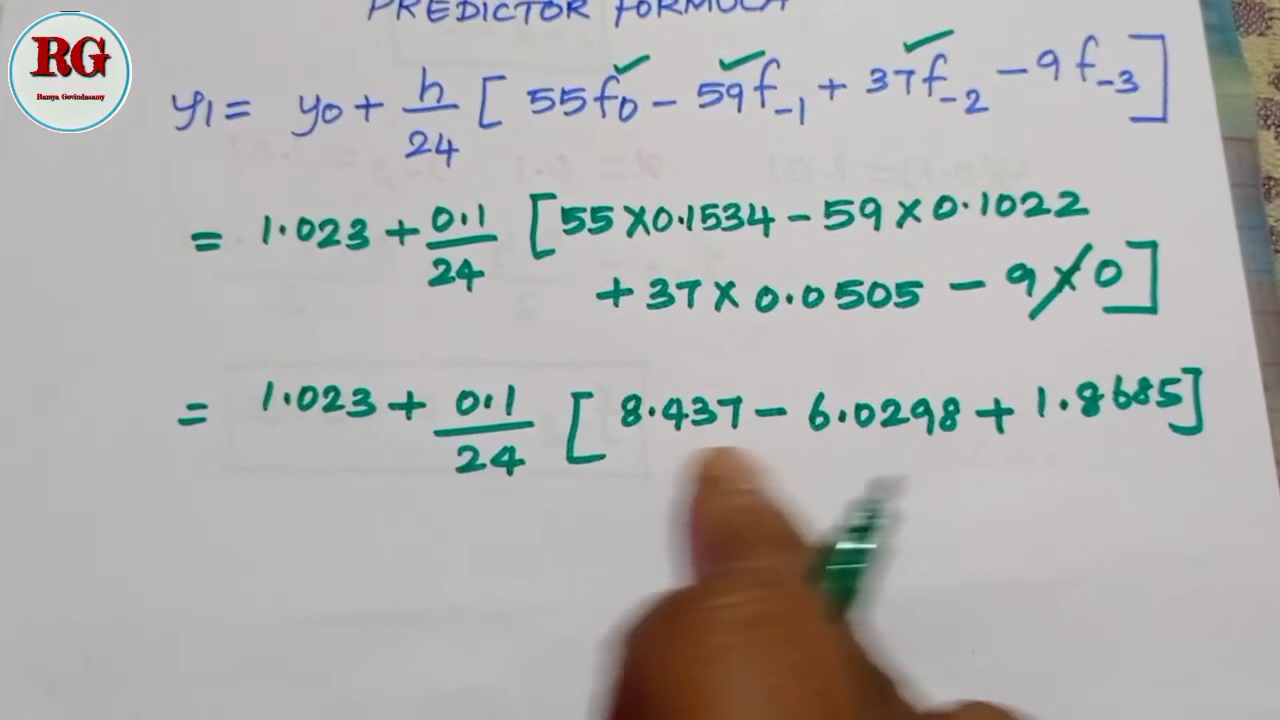 RG
Ramya Govindasamy
PREDICTOR FORMULA
y₁ = y₀ + h/24 [ 55f₀ - 59f₋₁ + 37f₋₂ - 9f₋₃ ]
= 1.023 + 0.1/24 [ 55 × 0.1534 - 59 × 0.1022
+ 37 × 0.0505 - 9 × 0 ]
= 1.023 + 0.1/24 [ 8.437 - 6.0298 + 1.8685 ]